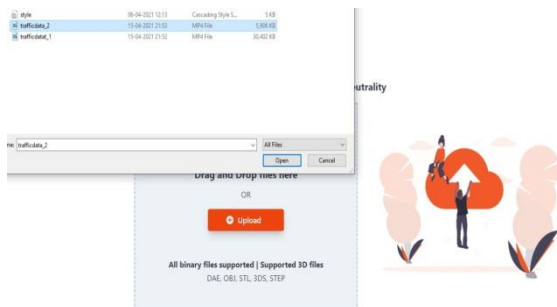 style 06-04-2021 12:13 Cascading Style S... 5 KB
trafficdata_2 15-04-2021 21:52 MP4 File 5,906 KB
trafficdatat_1 15-04-2021 21:52 MP4 File 30,402 KB
utrality
me: trafficdata_2 All Files
Open Cancel
Drag and Drop files here
OR
Upload
All binary files supported | Supported 3D files
DAE, OBJ, STL, 3DS, STEP